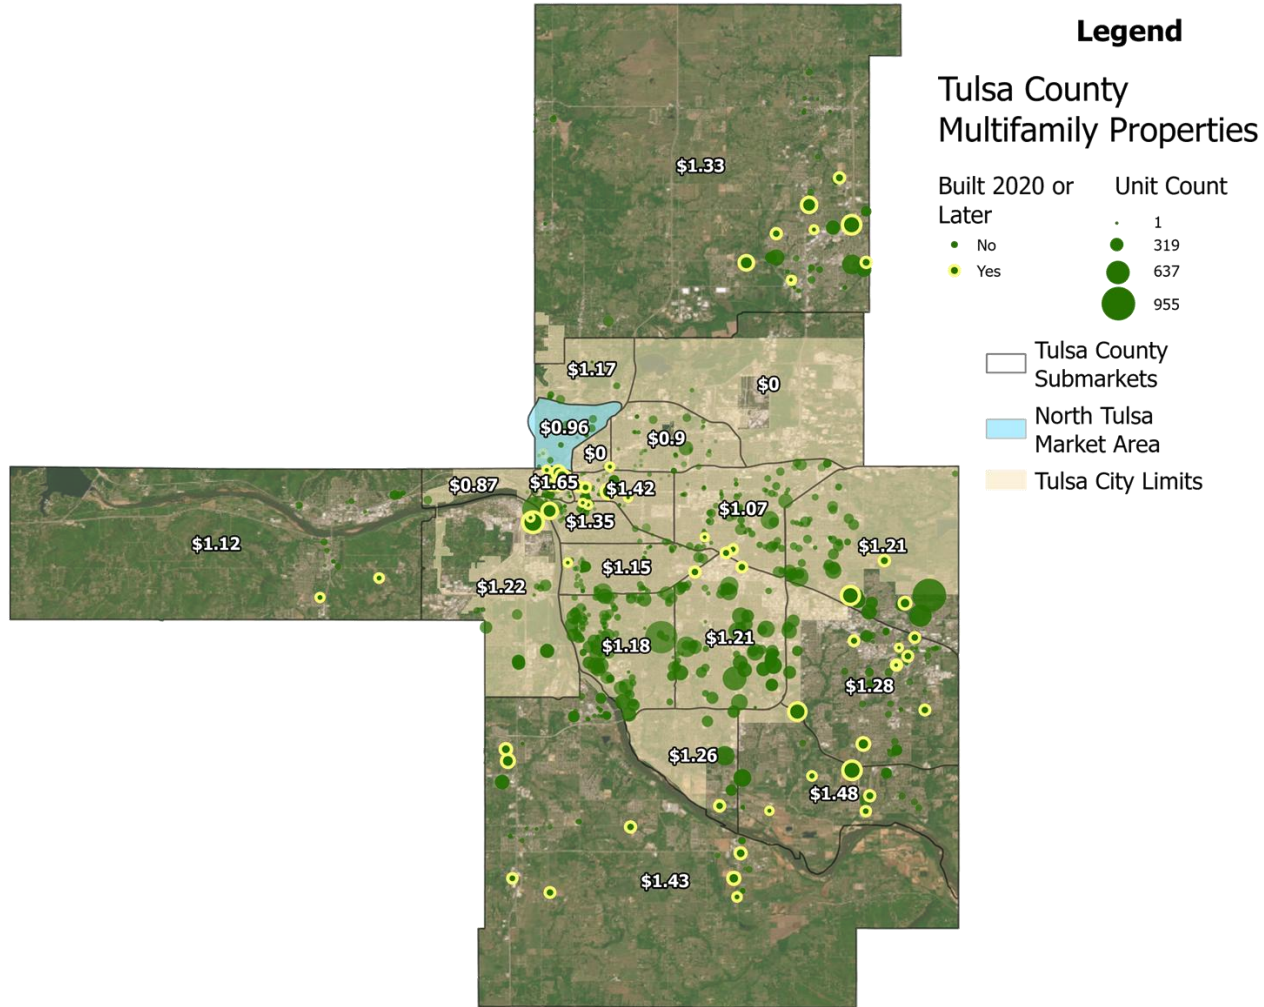 Legend
Tulsa County
Multifamily Properties
Built 2020 or
Later
No
Yes
Unit Count
1
319
637
955
Tulsa County
Submarkets
North Tulsa
Market Area
Tulsa City Limits
$1.33
$1.17
$0
$0.96
$0.9
$0
$0.87
$1.65
$1.42
$1.07
$1.35
$1.12
$1.21
$1.15
$1.22
$1.18
$1.21
$1.28
$1.26
$1.48
$1.43